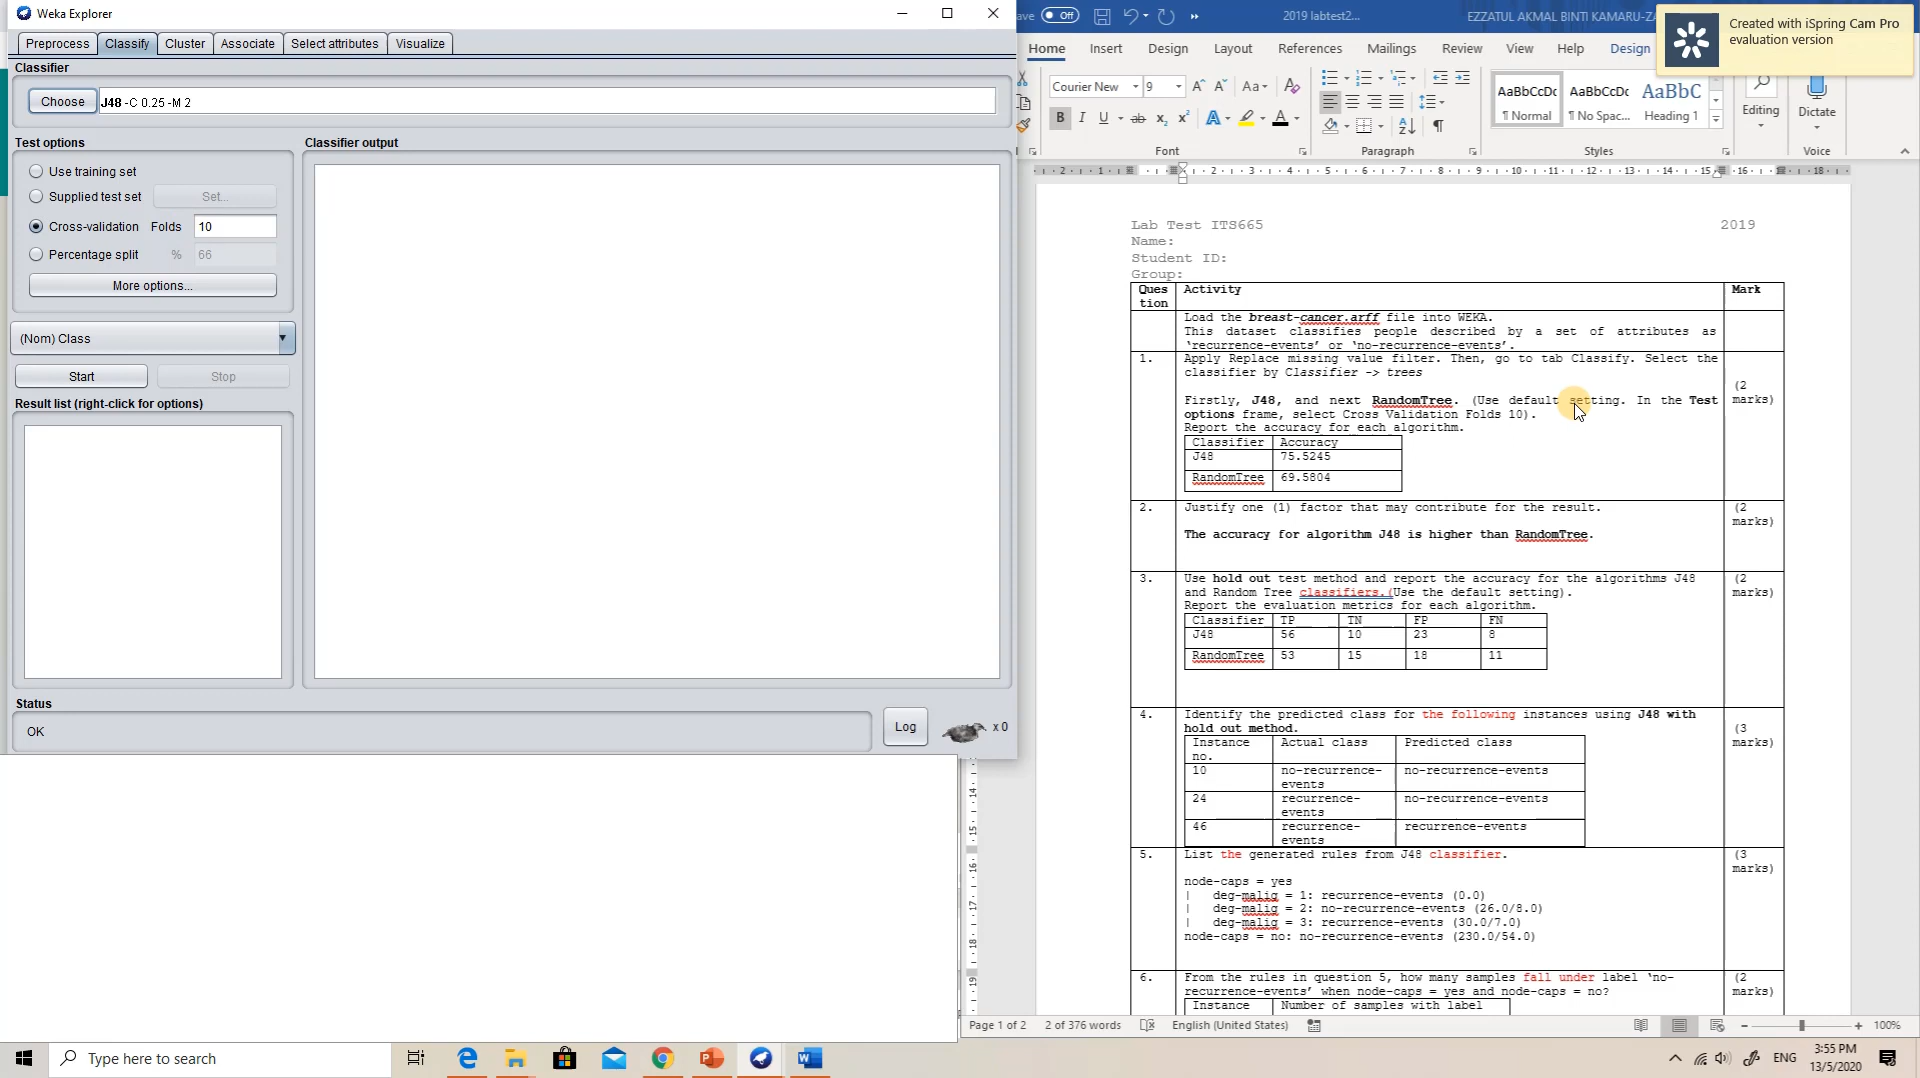 Weka Explorer
Preprocess Classify Cluster Associate Select attributes Visualize
Classifier
Choose J48 -C 0.25 -M 2
Test options
Use training set
Supplied test set Set...
Cross-validation Folds 10
Percentage split % 66
More options...
(Nom) Class
Start Stop
Result list (right-click for options)
Classifier output
Status
OK
Log x 0
Off
2019 labtest2...
EZZATUL AKMAL BINTI KAMARU-ZA
Created with iSpring Cam Pro
evaluation version
Home Insert Design Layout References Mailings Review View Help Design
Courier New 9
Font
Paragraph
AaBbCcDc AaBbCcDc AaBbC
¶ Normal ¶ No Spac... Heading 1
Styles
Editing
Dictate
Voice
Lab Test ITS665 2019
Name:
Student ID:
Group:
Ques
tion
Activity
Mark
Load the breast-cancer.arff file into WEKA.
This dataset classifies people described by a set of attributes as
‘recurrence-events’ or ‘no-recurrence-events’.
1.
Apply Replace missing value filter. Then, go to tab Classify. Select the
classifier by Classifier -> trees
(2
marks)
Firstly, J48, and next RandomTree. (Use default setting. In the Test
options frame, select Cross Validation Folds 10).
Report the accuracy for each algorithm.
Classifier Accuracy
J48 75.5245
RandomTree 69.5804
2.
Justify one (1) factor that may contribute for the result.
(2
marks)
The accuracy for algorithm J48 is higher than RandomTree.
3.
Use hold out test method and report the accuracy for the algorithms J48
and Random Tree classifiers.(Use the default setting).
Report the evaluation metrics for each algorithm.
(2
marks)
Classifier TP TN FP FN
J48 56 10 23 8
RandomTree 53 15 18 11
4.
Identify the predicted class for the following instances using J48 with
hold out method.
(3
marks)
Instance
no.
Actual class Predicted class
10 no-recurrence-
events
no-recurrence-events
24 recurrence-
events
no-recurrence-events
46 recurrence-
events
recurrence-events
5.
List the generated rules from J48 classifier.
(3
marks)
node-caps = yes
| deg-malig = 1: recurrence-events (0.0)
| deg-malig = 2: no-recurrence-events (26.0/8.0)
| deg-malig = 3: recurrence-events (30.0/7.0)
node-caps = no: no-recurrence-events (230.0/54.0)
6.
From the rules in question 5, how many samples fall under label ‘no-
recurrence-events’ when node-caps = yes and node-caps = no?
(2
marks)
Instance Number of samples with label
Page 1 of 2 2 of 376 words English (United States) 100%
Type here to search
ENG
3:55 PM
13/5/2020